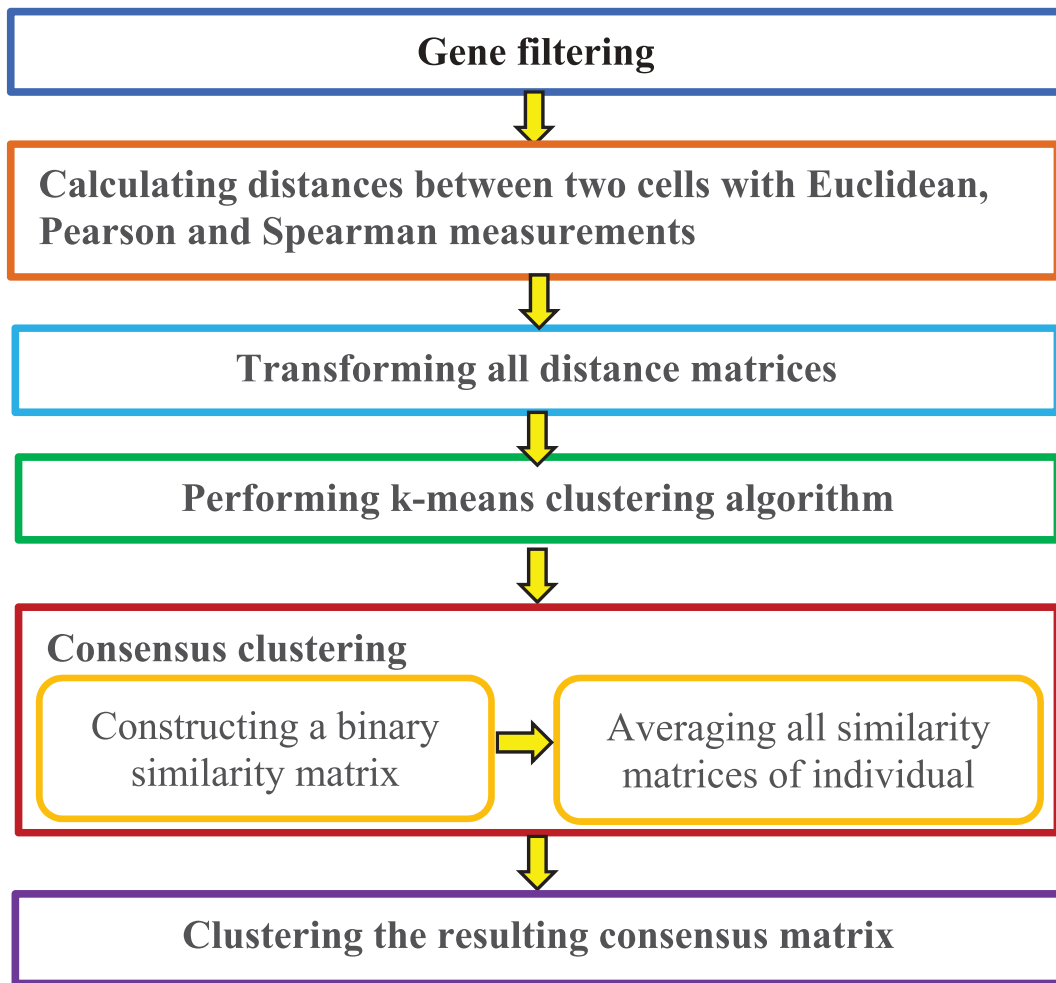 Gene filtering
Calculating distances between two cells with Euclidean,
Pearson and Spearman measurements
Transforming all distance matrices
Performing k-means clustering algorithm
Consensus clustering
Constructing a binary
similarity matrix
Averaging all similarity
matrices of individual
Clustering the resulting consensus matrix